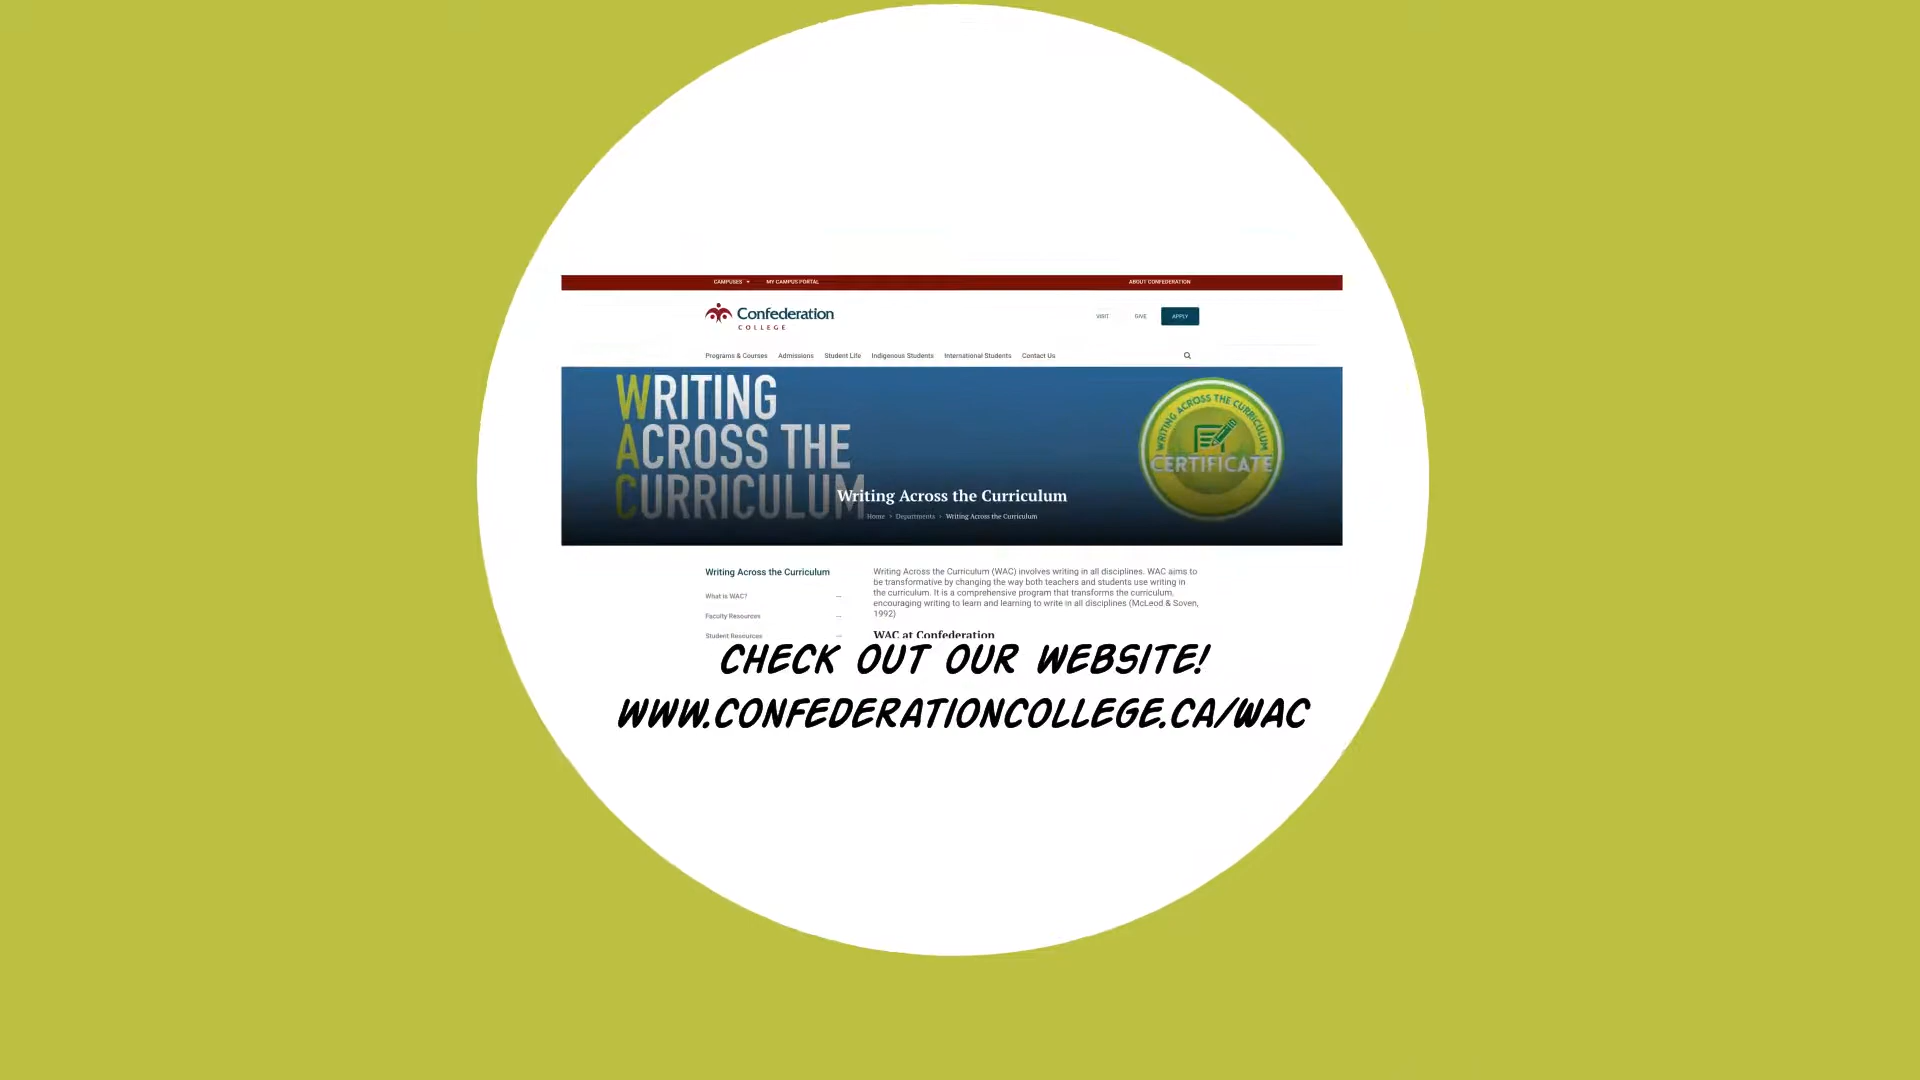 CAMPUSES MY CAMPUS PORTAL ABOUT CONFEDERATION
Confederation
COLLEGE
VISIT GIVE APPLY
Programs & Courses Admissions Student Life Indigenous Students International Students Contact Us
WRITING
ACROSS THE
CURRICULUM
WRITING ACROSS THE CURRICULUM
CERTIFICATE
Writing Across the Curriculum
Home › Departments › Writing Across the Curriculum
Writing Across the Curriculum
What is WAC?
Faculty Resources
Student Resources
Writing Across the Curriculum (WAC) involves writing in all disciplines. WAC aims to
be transformative by changing the way both teachers and students use writing in
the curriculum. It is a comprehensive program that transforms the curriculum,
encouraging writing to learn and learning to write in all disciplines (McLeod & Soven,
1992)
WAC at Confederation
CHECK OUT OUR WEBSITE!
WWW.CONFEDERATIONCOLLEGE.CA/WAC